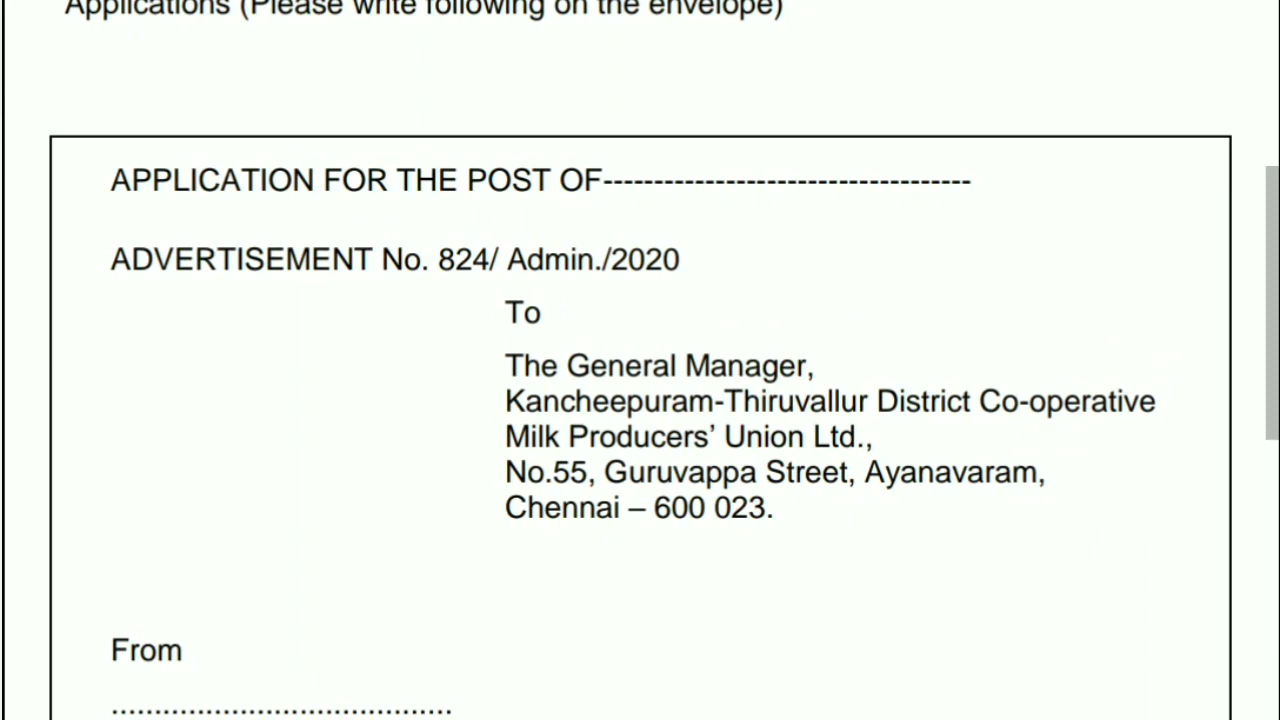 Applications (Please write following on the envelope)
APPLICATION FOR THE POST OF------------------------------------
ADVERTISEMENT No. 824/ Admin./2020
To
The General Manager,
Kancheepuram-Thiruvallur District Co-operative
Milk Producers’ Union Ltd.,
No.55, Guruvappa Street, Ayanavaram,
Chennai – 600 023.
From
........................................